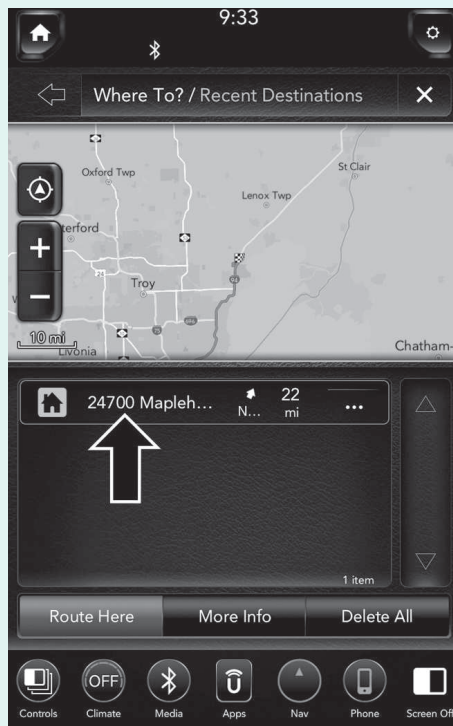 9:33
Where To? / Recent Destinations
Oxford Twp
St Clair
Lenox Twp
terford
Troy
94
10 mi
Livonia
Chatham-
24700 Mapleh... N... 22 mi ...
1 item
Route Here More Info Delete All
OFF
Controls Climate Media Apps Nav Phone Screen Off